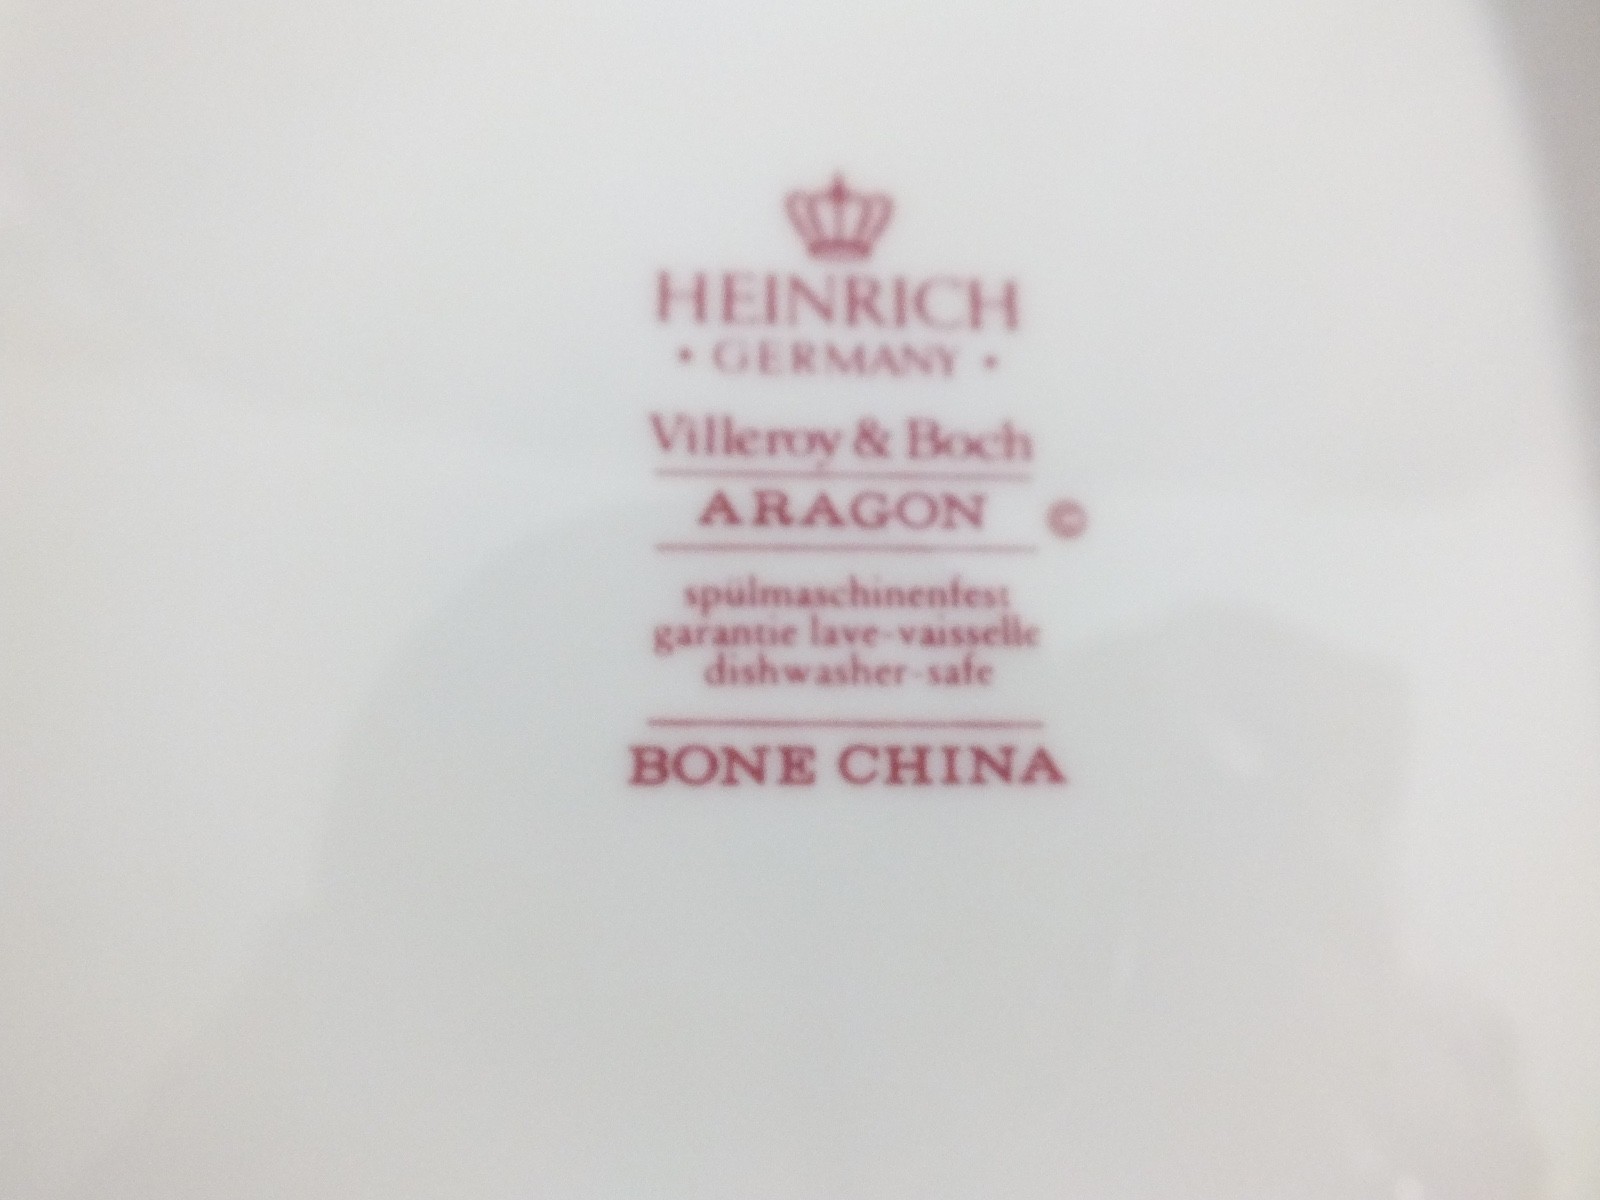 HEINRICH
• GERMANY •
Villeroy & Boch
ARAGON ©
spülmaschinenfest
garantie lave-vaisselle
dishwasher-safe
BONE CHINA